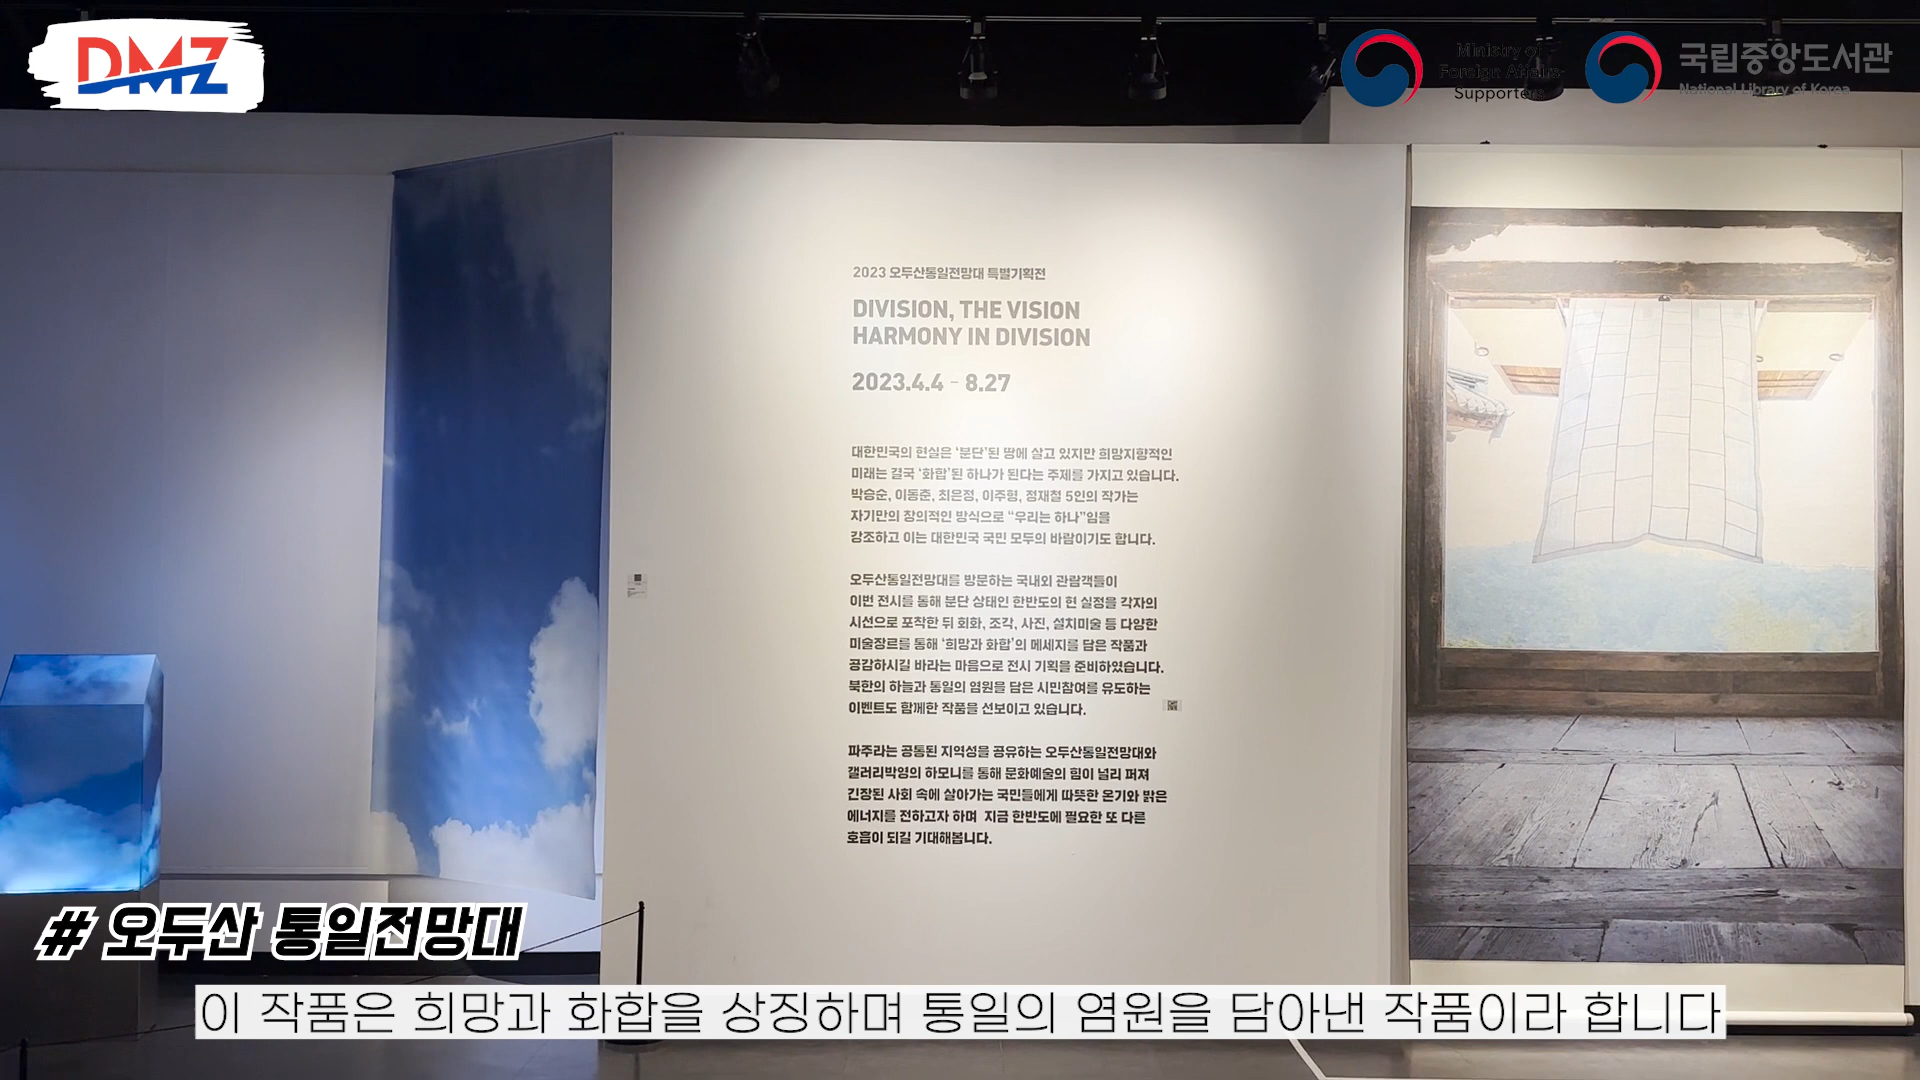 DMZ
Ministry of
Foreign Affairs
Supporters
국립중앙도서관
National Library of Korea
2023 오두산통일전망대 특별기획전
DIVISION, THE VISION
HARMONY IN DIVISION
2023.4.4 - 8.27
대한민국의 현실은 ‘분단’된 땅에 살고 있지만 희망지향적인
미래는 결국 ‘화합’된 하나가 된다는 주제를 가지고 있습니다.
박승순, 이동준, 최은정, 이주형, 정재철 5인의 작가는
자기만의 창의적인 방식으로 “우리는 하나”임을
강조하고 이는 대한민국 국민 모두의 바람이기도 합니다.
오두산통일전망대를 방문하는 국내외 관람객들이
이번 전시를 통해 분단 상태인 한반도의 현 실정을 각자의
시선으로 포착한 뒤 회화, 조각, 사진, 설치미술 등 다양한
미술장르를 통해 ‘희망과 화합’의 메세지를 담은 작품과
공감하시길 바라는 마음으로 전시 기획을 준비하였습니다.
북한의 하늘과 통일의 염원을 담은 시민참여를 유도하는
이벤트도 함께한 작품을 선보이고 있습니다.
파주라는 공통된 지역성을 공유하는 오두산통일전망대와
갤러리박영의 하모니를 통해 문화예술의 힘이 널리 퍼져
긴장된 사회 속에 살아가는 국민들에게 따뜻한 온기와 밝은
에너지를 전하고자 하며 지금 한반도에 필요한 또 다른
호흡이 되길 기대해봅니다.
# 오두산 통일전망대
이 작품은 희망과 화합을 상징하며 통일의 염원을 담아낸 작품이라 합니다